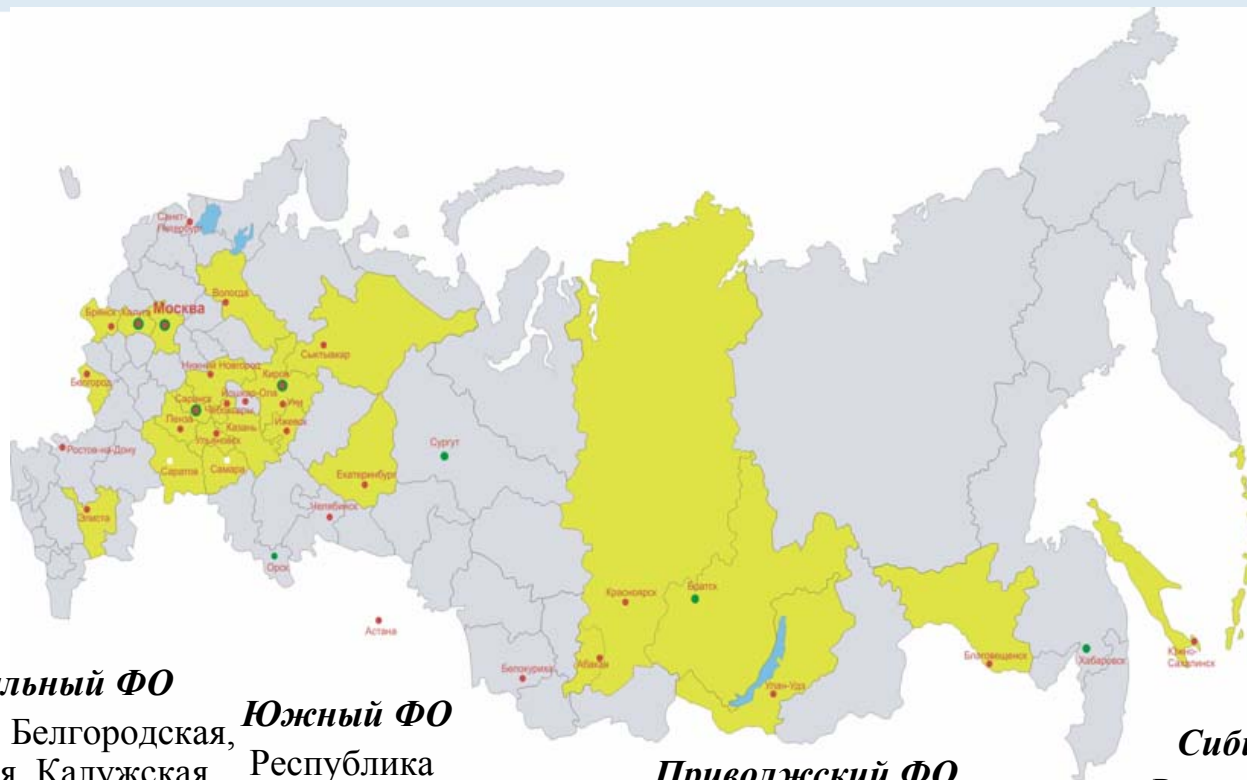 Санкт-
Петербург
Вологда
Брянск
Калуга
Москва
Сыктывкар
Нижний Новгород
Киров
Белгород
Йошкар-Ола
Саранск
Чебоксары
Уни
Пенза
Казань
Ижевск
Ульяновск
Ростов-на-Дону
Сургут
Саратов
Самара
Екатеринбург
Элиста
Челябинск
Орск
Красноярск
Братск
Астана
Белокуриха
Абакан
Улан-Удэ
Благовещенск
Хабаровск
Южно-
Сахалинск
льный ФО
Белгородская,
я, Калужская
Южный ФО
Республика
Приволжский ФО
Сиби